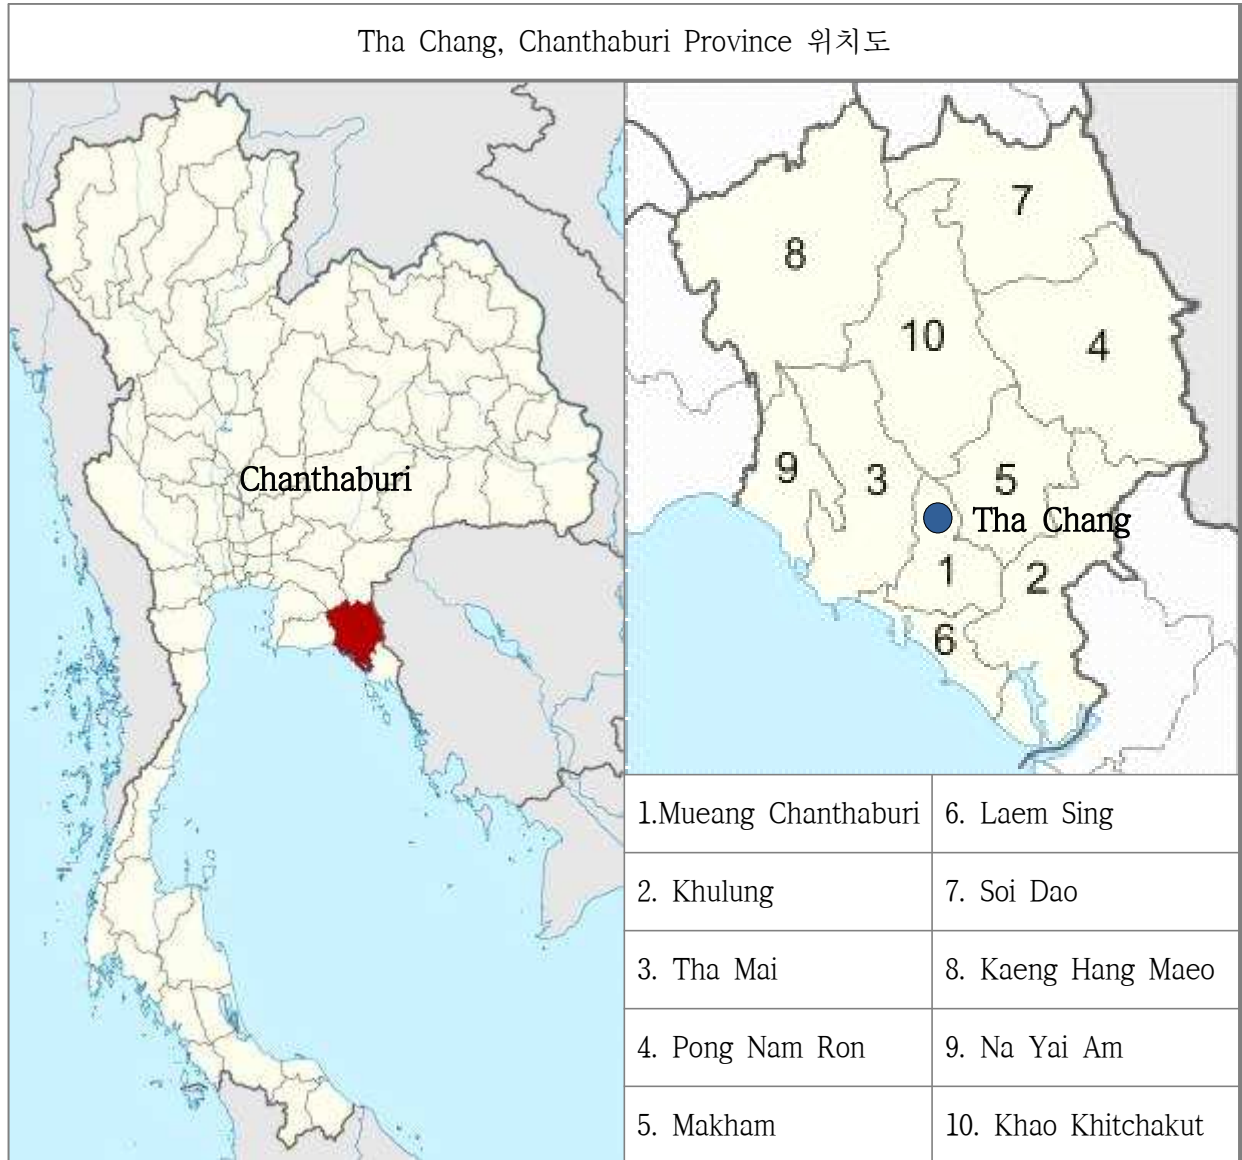 Tha Chang, Chanthaburi Province 위치도
Chanthaburi
7
8
10
4
9
3
5
Tha Chang
1
2
6
1.Mueang Chanthaburi
6. Laem Sing
2. Khulung
7. Soi Dao
3. Tha Mai
8. Kaeng Hang Maeo
4. Pong Nam Ron
9. Na Yai Am
5. Makham
10. Khao Khitchakut